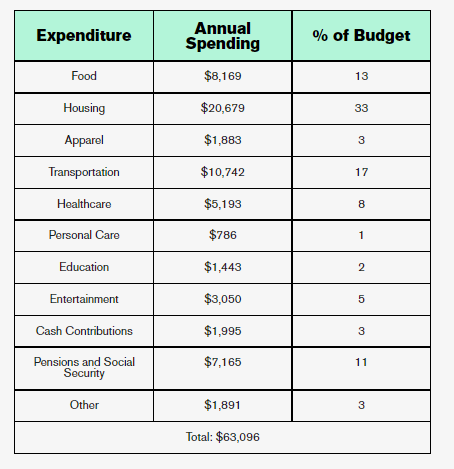 Expenditure Annual Spending % of Budget
Food $8,169 13
Housing $20,679 33
Apparel $1,883 3
Transportation $10,742 17
Healthcare $5,193 8
Personal Care $786 1
Education $1,443 2
Entertainment $3,050 5
Cash Contributions $1,995 3
Pensions and Social Security $7,165 11
Other $1,891 3
Total: $63,096